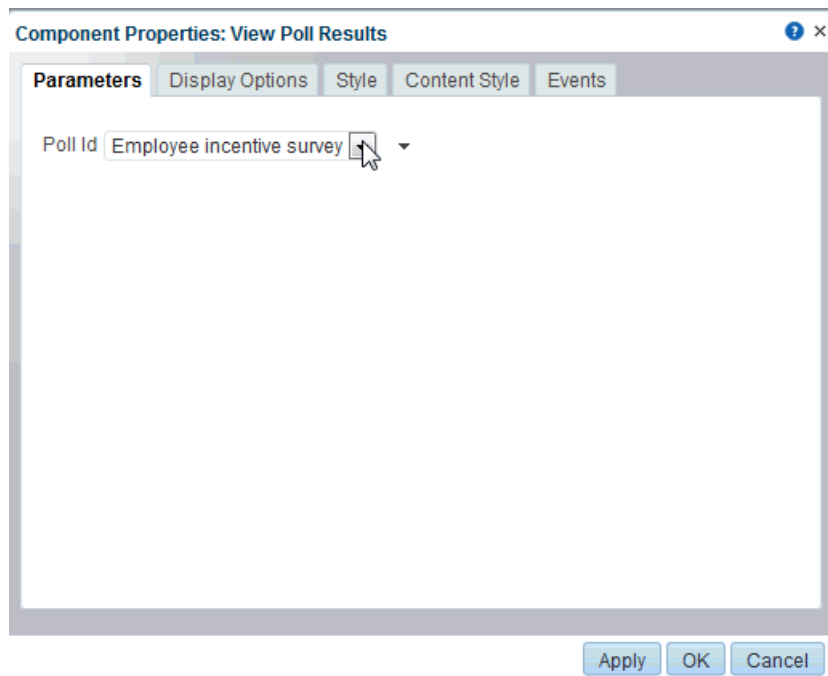 Component Properties: View Poll Results ?
Parameters Display Options Style Content Style Events
Poll Id Employee incentive survey
Apply OK Cancel